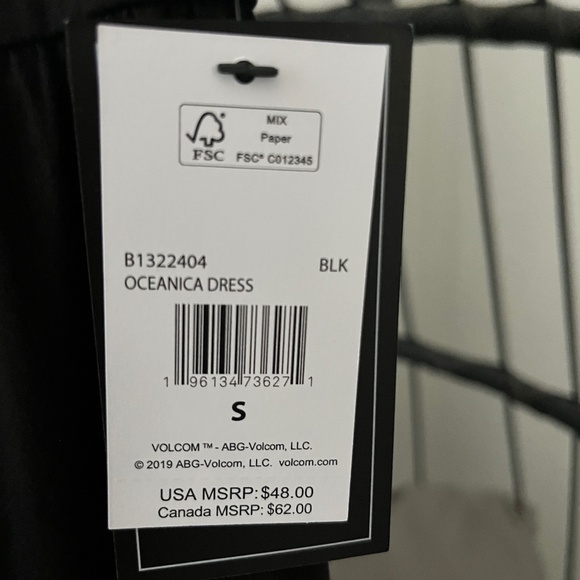 MIX
Paper
FSC
FSC® C012345
B1322404
BLK
OCEANICA DRESS
1 96134 73627 1
S
VOLCOM ™ - ABG-Volcom, LLC.
© 2019 ABG-Volcom, LLC. volcom.com
USA MSRP: $48.00
Canada MSRP: $62.00